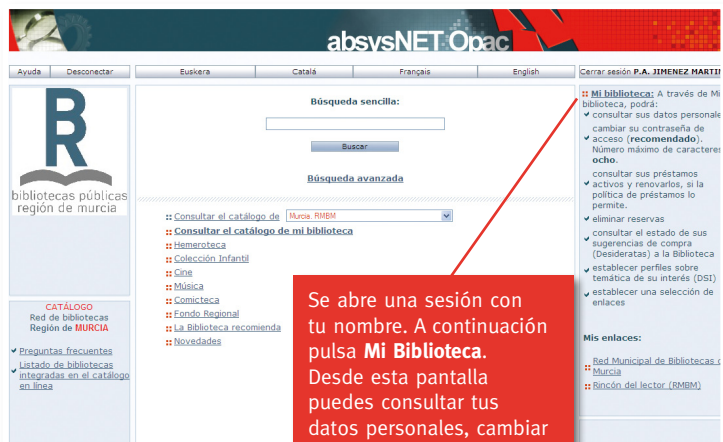 absysNET Opac
Ayuda
Desconectar
Euskera
Catalá
Français
English
Cerrar sesión P.A. JIMENEZ MARTIN
BR
bibliotecas públicas
región de murcia
CATÁLOGO
Red de bibliotecas
Región de MURCIA
Preguntas frecuentes
Listado de bibliotecas
integradas en el catálogo
en línea
Búsqueda sencilla:
Buscar
Búsqueda avanzada
Consultar el catálogo de
Murcia. RMBM
Consultar el catálogo de mi biblioteca
Hemeroteca
Colección Infantil
Cine
Música
Comicteca
Fondo Regional
La Biblioteca recomienda
Novedades
Se abre una sesión con
tu nombre. A continuación
pulsa Mi Biblioteca.
Desde esta pantalla
puedes consultar tus
datos personales, cambiar
Mi biblioteca: A través de Mi
biblioteca, podrá:
consultar sus datos personale
cambiar su contraseña de
acceso (recomendado).
Número máximo de caracteres
ocho.
consultar sus préstamos
activos y renovarlos, si la
política de préstamos lo
permite.
eliminar reservas
consultar el estado de sus
sugerencias de compra
(Desideratas) a la Biblioteca
establecer perfiles sobre
temática de su interés (DSI)
establecer una selección de
enlaces
Mis enlaces:
Red Municipal de Bibliotecas d
Murcia
Rincón del lector (RMBM)